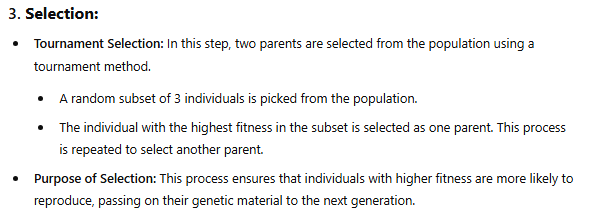 3. Selection:
• Tournament Selection: In this step, two parents are selected from the population using a
tournament method.
• A random subset of 3 individuals is picked from the population.
• The individual with the highest fitness in the subset is selected as one parent. This process
is repeated to select another parent.
• Purpose of Selection: This process ensures that individuals with higher fitness are more likely to
reproduce, passing on their genetic material to the next generation.